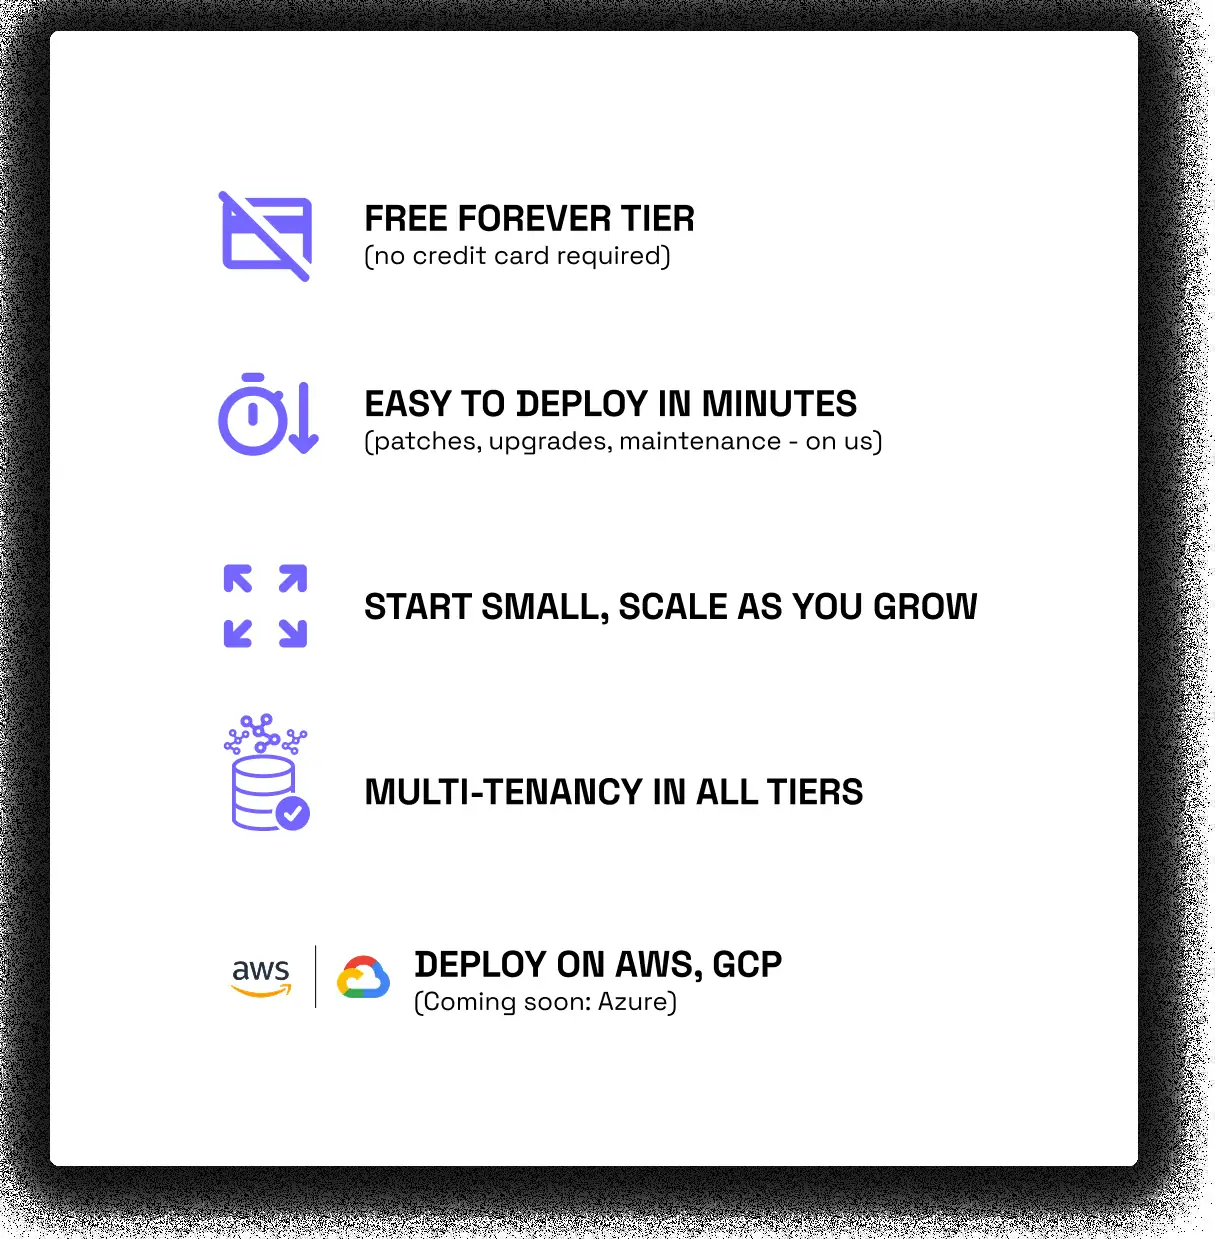 FREE FOREVER TIER
(no credit card required)
EASY TO DEPLOY IN MINUTES
(patches, upgrades, maintenance - on us)
START SMALL, SCALE AS YOU GROW
MULTI-TENANCY IN ALL TIERS
aws
DEPLOY ON AWS, GCP
(Coming soon: Azure)